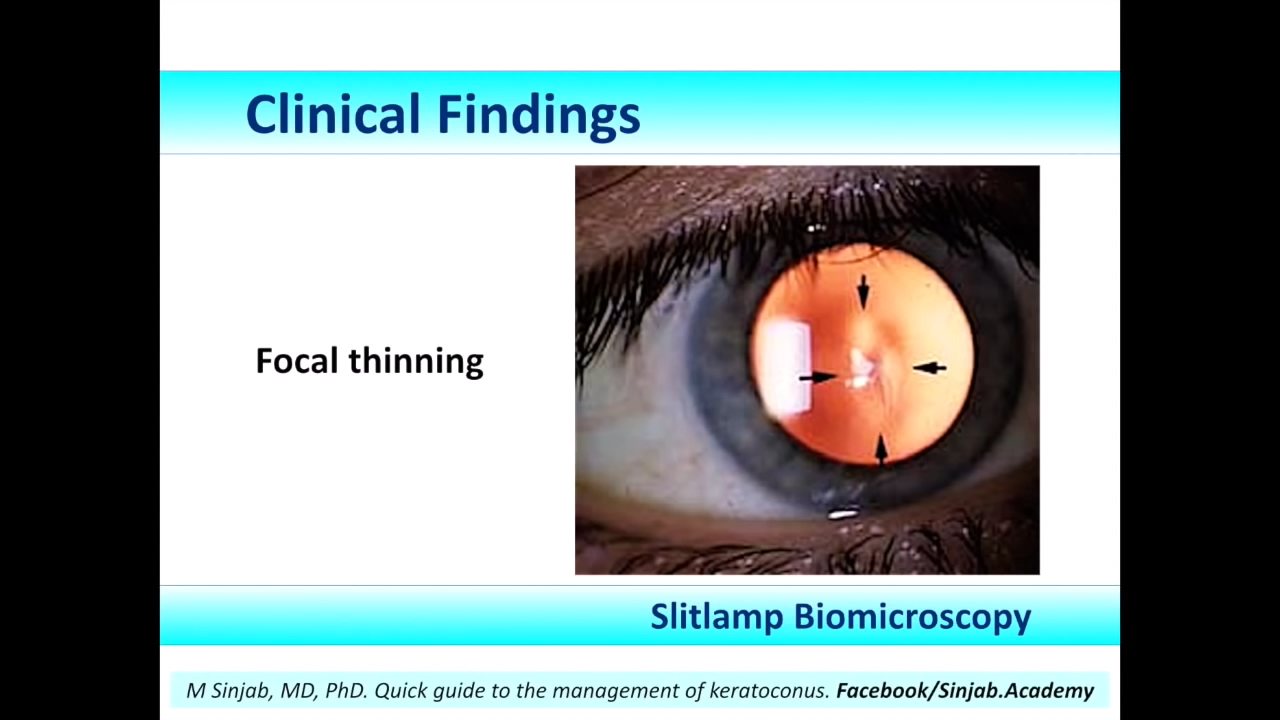 Clinical Findings
Focal thinning
Slitlamp Biomicroscopy
M Sinjab, MD, PhD. Quick guide to the management of keratoconus. Facebook/Sinjab.Academy